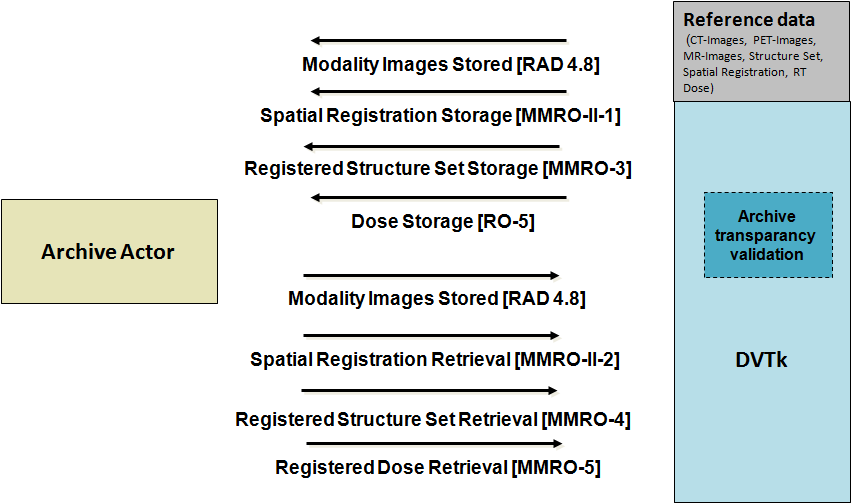 Reference data
(CT-Images, PET-Images,
MR-Images, Structure Set,
Spatial Registration, RT
Dose)
Modality Images Stored [RAD 4.8]
Spatial Registration Storage [MMRO-II-1]
Registered Structure Set Storage [MMRO-3]
Dose Storage [RO-5]
Archive Actor
Archive
transparancy
validation
Modality Images Stored [RAD 4.8]
Spatial Registration Retrieval [MMRO-II-2]
DVTk
Registered Structure Set Retrieval [MMRO-4]
Registered Dose Retrieval [MMRO-5]